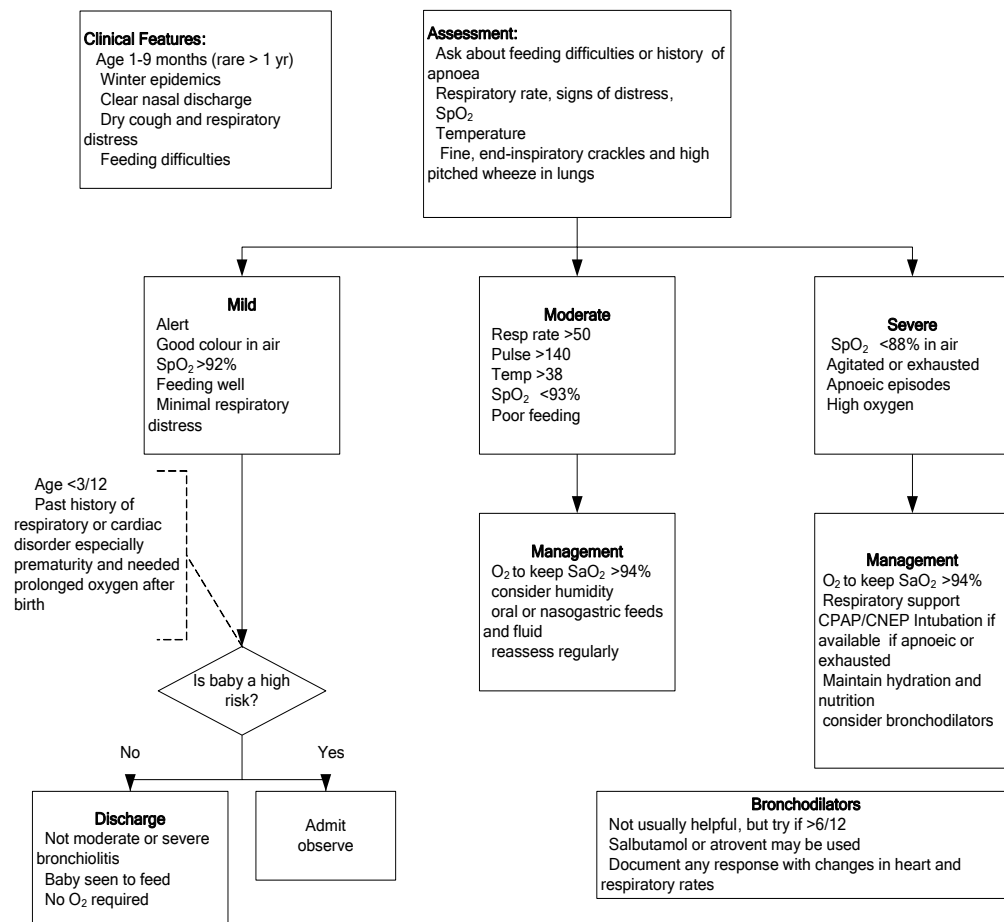 Clinical Features:
Age 1-9 months (rare > 1 yr)
Winter epidemics
Clear nasal discharge
Dry cough and respiratory
distress
Feeding difficulties
Assessment:
Ask about feeding difficulties or history of
apnoea
Respiratory rate, signs of distress,
SpO₂
Temperature
Fine, end-inspiratory crackles and high
pitched wheeze in lungs
Mild
Alert
Good colour in air
SpO₂ >92%
Feeding well
Minimal respiratory
distress
Moderate
Resp rate >50
Pulse >140
Temp >38
SpO₂ <93%
Poor feeding
Severe
SpO₂ <88% in air
Agitated or exhausted
Apnoeic episodes
High oxygen
Age <3/12
Past history of
respiratory or cardiac
disorder especially
prematurity and needed
prolonged oxygen after
birth
Management
O₂ to keep SaO₂ >94%
consider humidity
oral or nasogastric feeds
and fluid
reassess regularly
Management
O₂ to keep SaO₂ >94%
Respiratory support
CPAP/CNEP Intubation if
available if apnoeic or
exhausted
Maintain hydration and
nutrition
consider bronchodilators
Is baby a high
risk?
No
Yes
Discharge
Not moderate or severe
bronchiolitis
Baby seen to feed
No O₂ required
Admit
observe
Bronchodilators
Not usually helpful, but try if >6/12
Salbutamol or atrovent may be used
Document any response with changes in heart and
respiratory rates